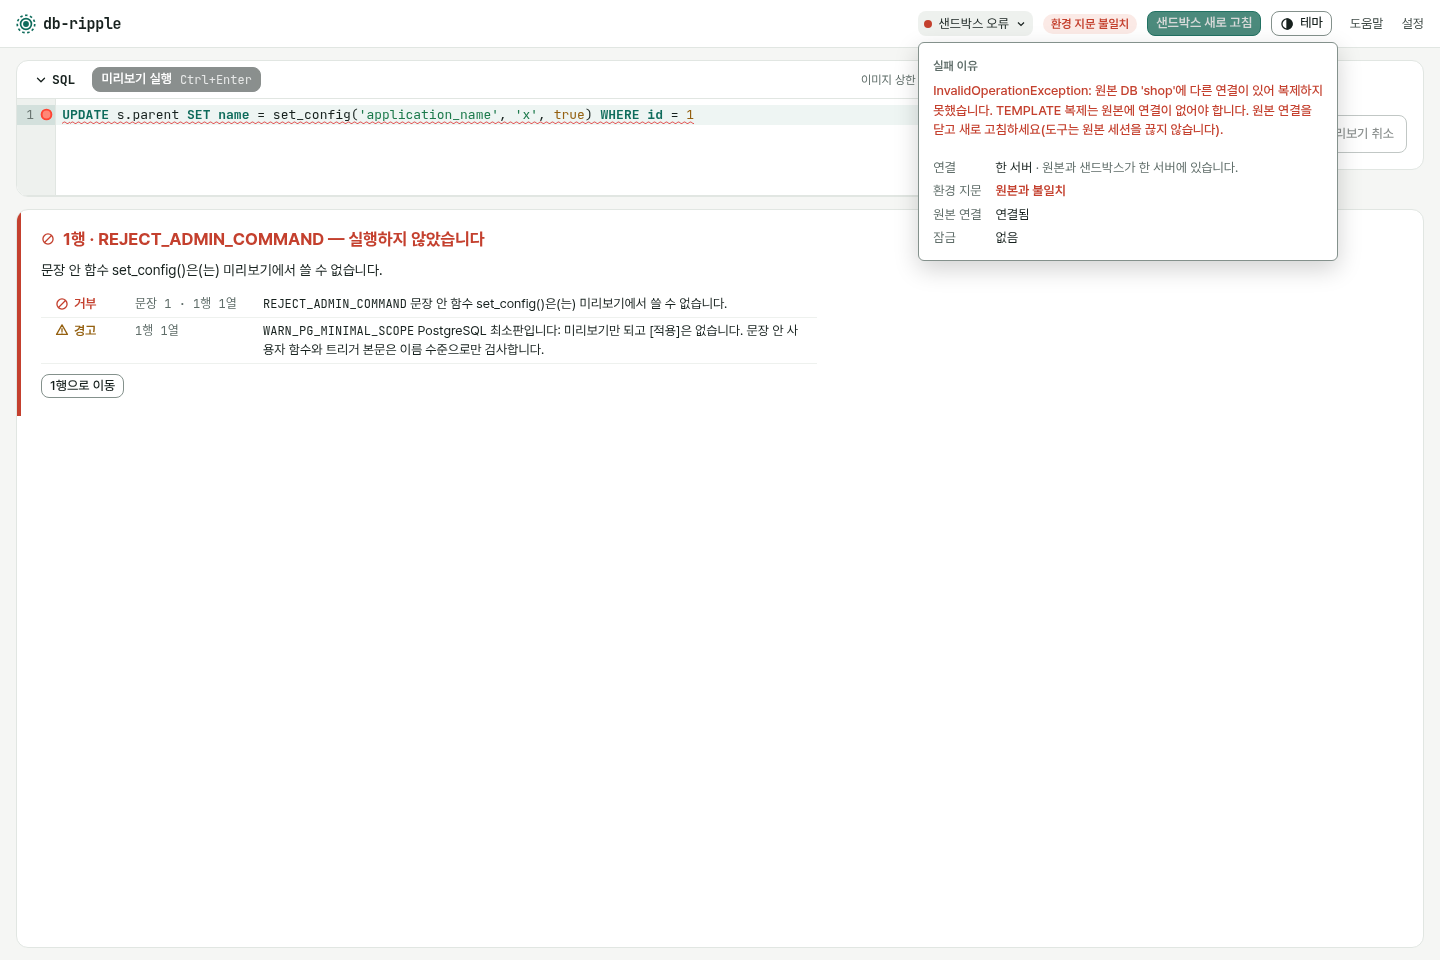 db-ripple
샌드박스 오류
환경 지문 불일치
샌드박스 새로 고침
테마
도움말
설정
SQL
미리보기 실행 Ctrl+Enter
이미지 상한
실패 이유
InvalidOperationException: 원본 DB 'shop'에 다른 연결이 있어 복제하지
못했습니다. TEMPLATE 복제는 원본에 연결이 없어야 합니다. 원본 연결을
닫고 새로 고침하세요(도구는 원본 세션을 끊지 않습니다).
연결 한 서버 · 원본과 샌드박스가 한 서버에 있습니다.
환경 지문 원본과 불일치
원본 연결 연결됨
잠금 없음
1 UPDATE s.parent SET name = set_config('application_name', 'x', true) WHERE id = 1
리보기 취소
1행 · REJECT_ADMIN_COMMAND — 실행하지 않았습니다
문장 안 함수 set_config()은(는) 미리보기에서 쓸 수 없습니다.
거부 문장 1 · 1행 1열 REJECT_ADMIN_COMMAND 문장 안 함수 set_config()은(는) 미리보기에서 쓸 수 없습니다.
경고 1행 1열 WARN_PG_MINIMAL_SCOPE PostgreSQL 최소판입니다: 미리보기만 되고 [적용]은 없습니다. 문장 안 사
용자 함수와 트리거 본문은 이름 수준으로만 검사합니다.
1행으로 이동